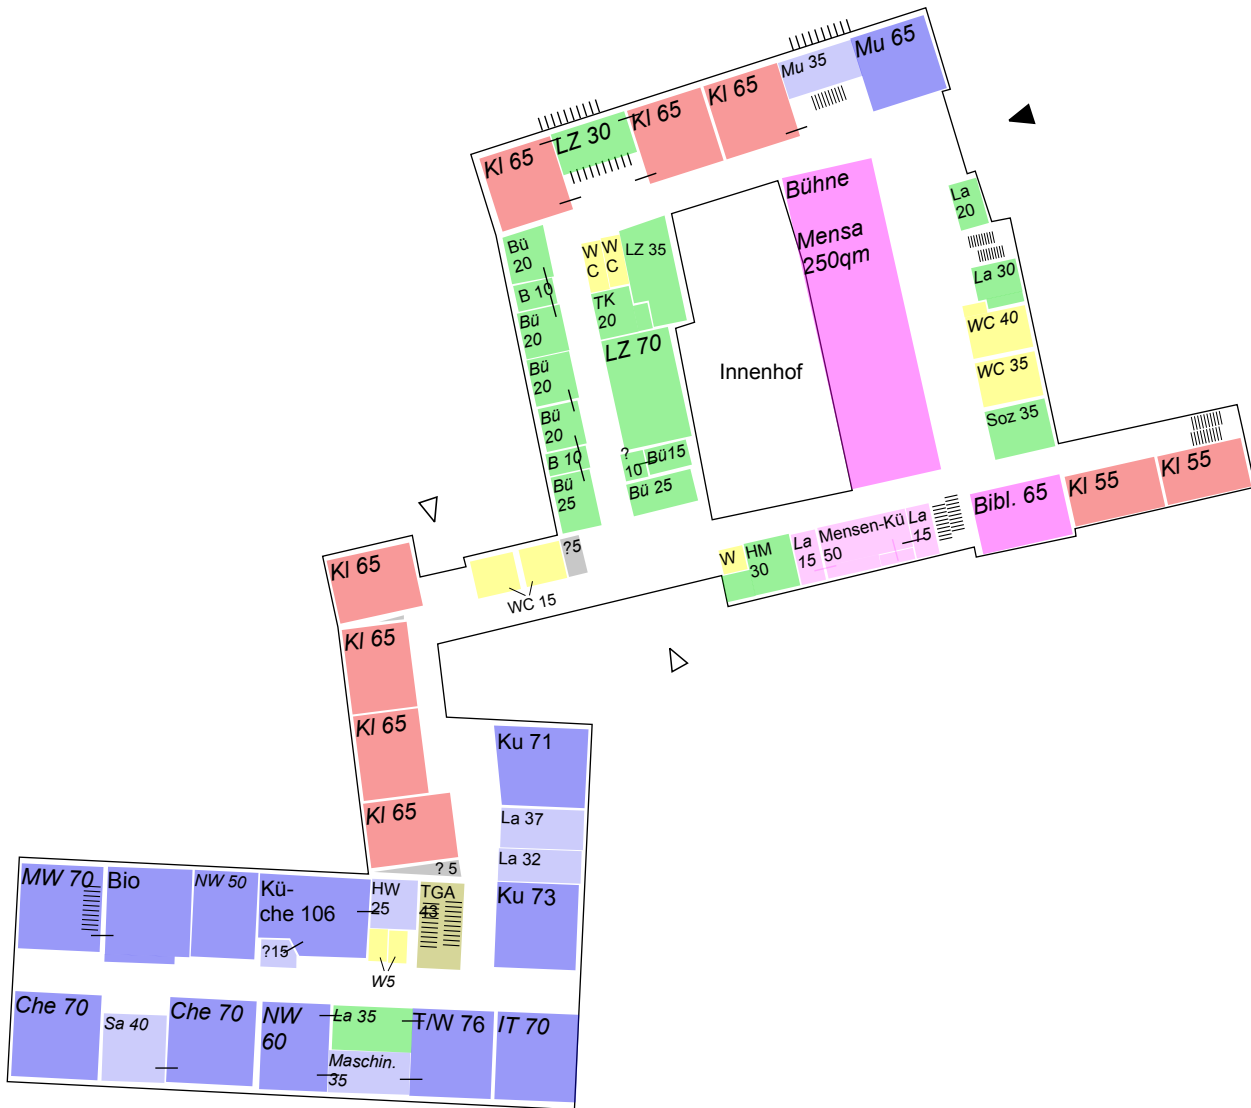 Mu 65
Mu 35
Kl 65
Kl 65
LZ 30
Kl 65
Bühne
Mensa
250qm
La
20
La 30
WC 40
WC 35
Soz 35
Innenhof
Bü
20
B 10
Bü
20
Bü
20
Bü
20
B 10
Bü
25
W W
C C
LZ 35
TK
20
LZ 70
?
10
Bü15
Bü 25
Kl 55
Kl 55
Bibl. 65
La
15
Mensen-Kü
50
La
15
HM
30
W
?5
WC 15
Kl 65
Kl 65
Kl 65
Kl 65
? 5
Ku 71
La 37
La 32
Ku 73
MW 70
Bio
NW 50
Kü-
che 106
?15
HW
25
TGA
43
W5
Che 70
Sa 40
Che 70
NW
60
La 35
Maschin.
35
T/W 76
IT 70